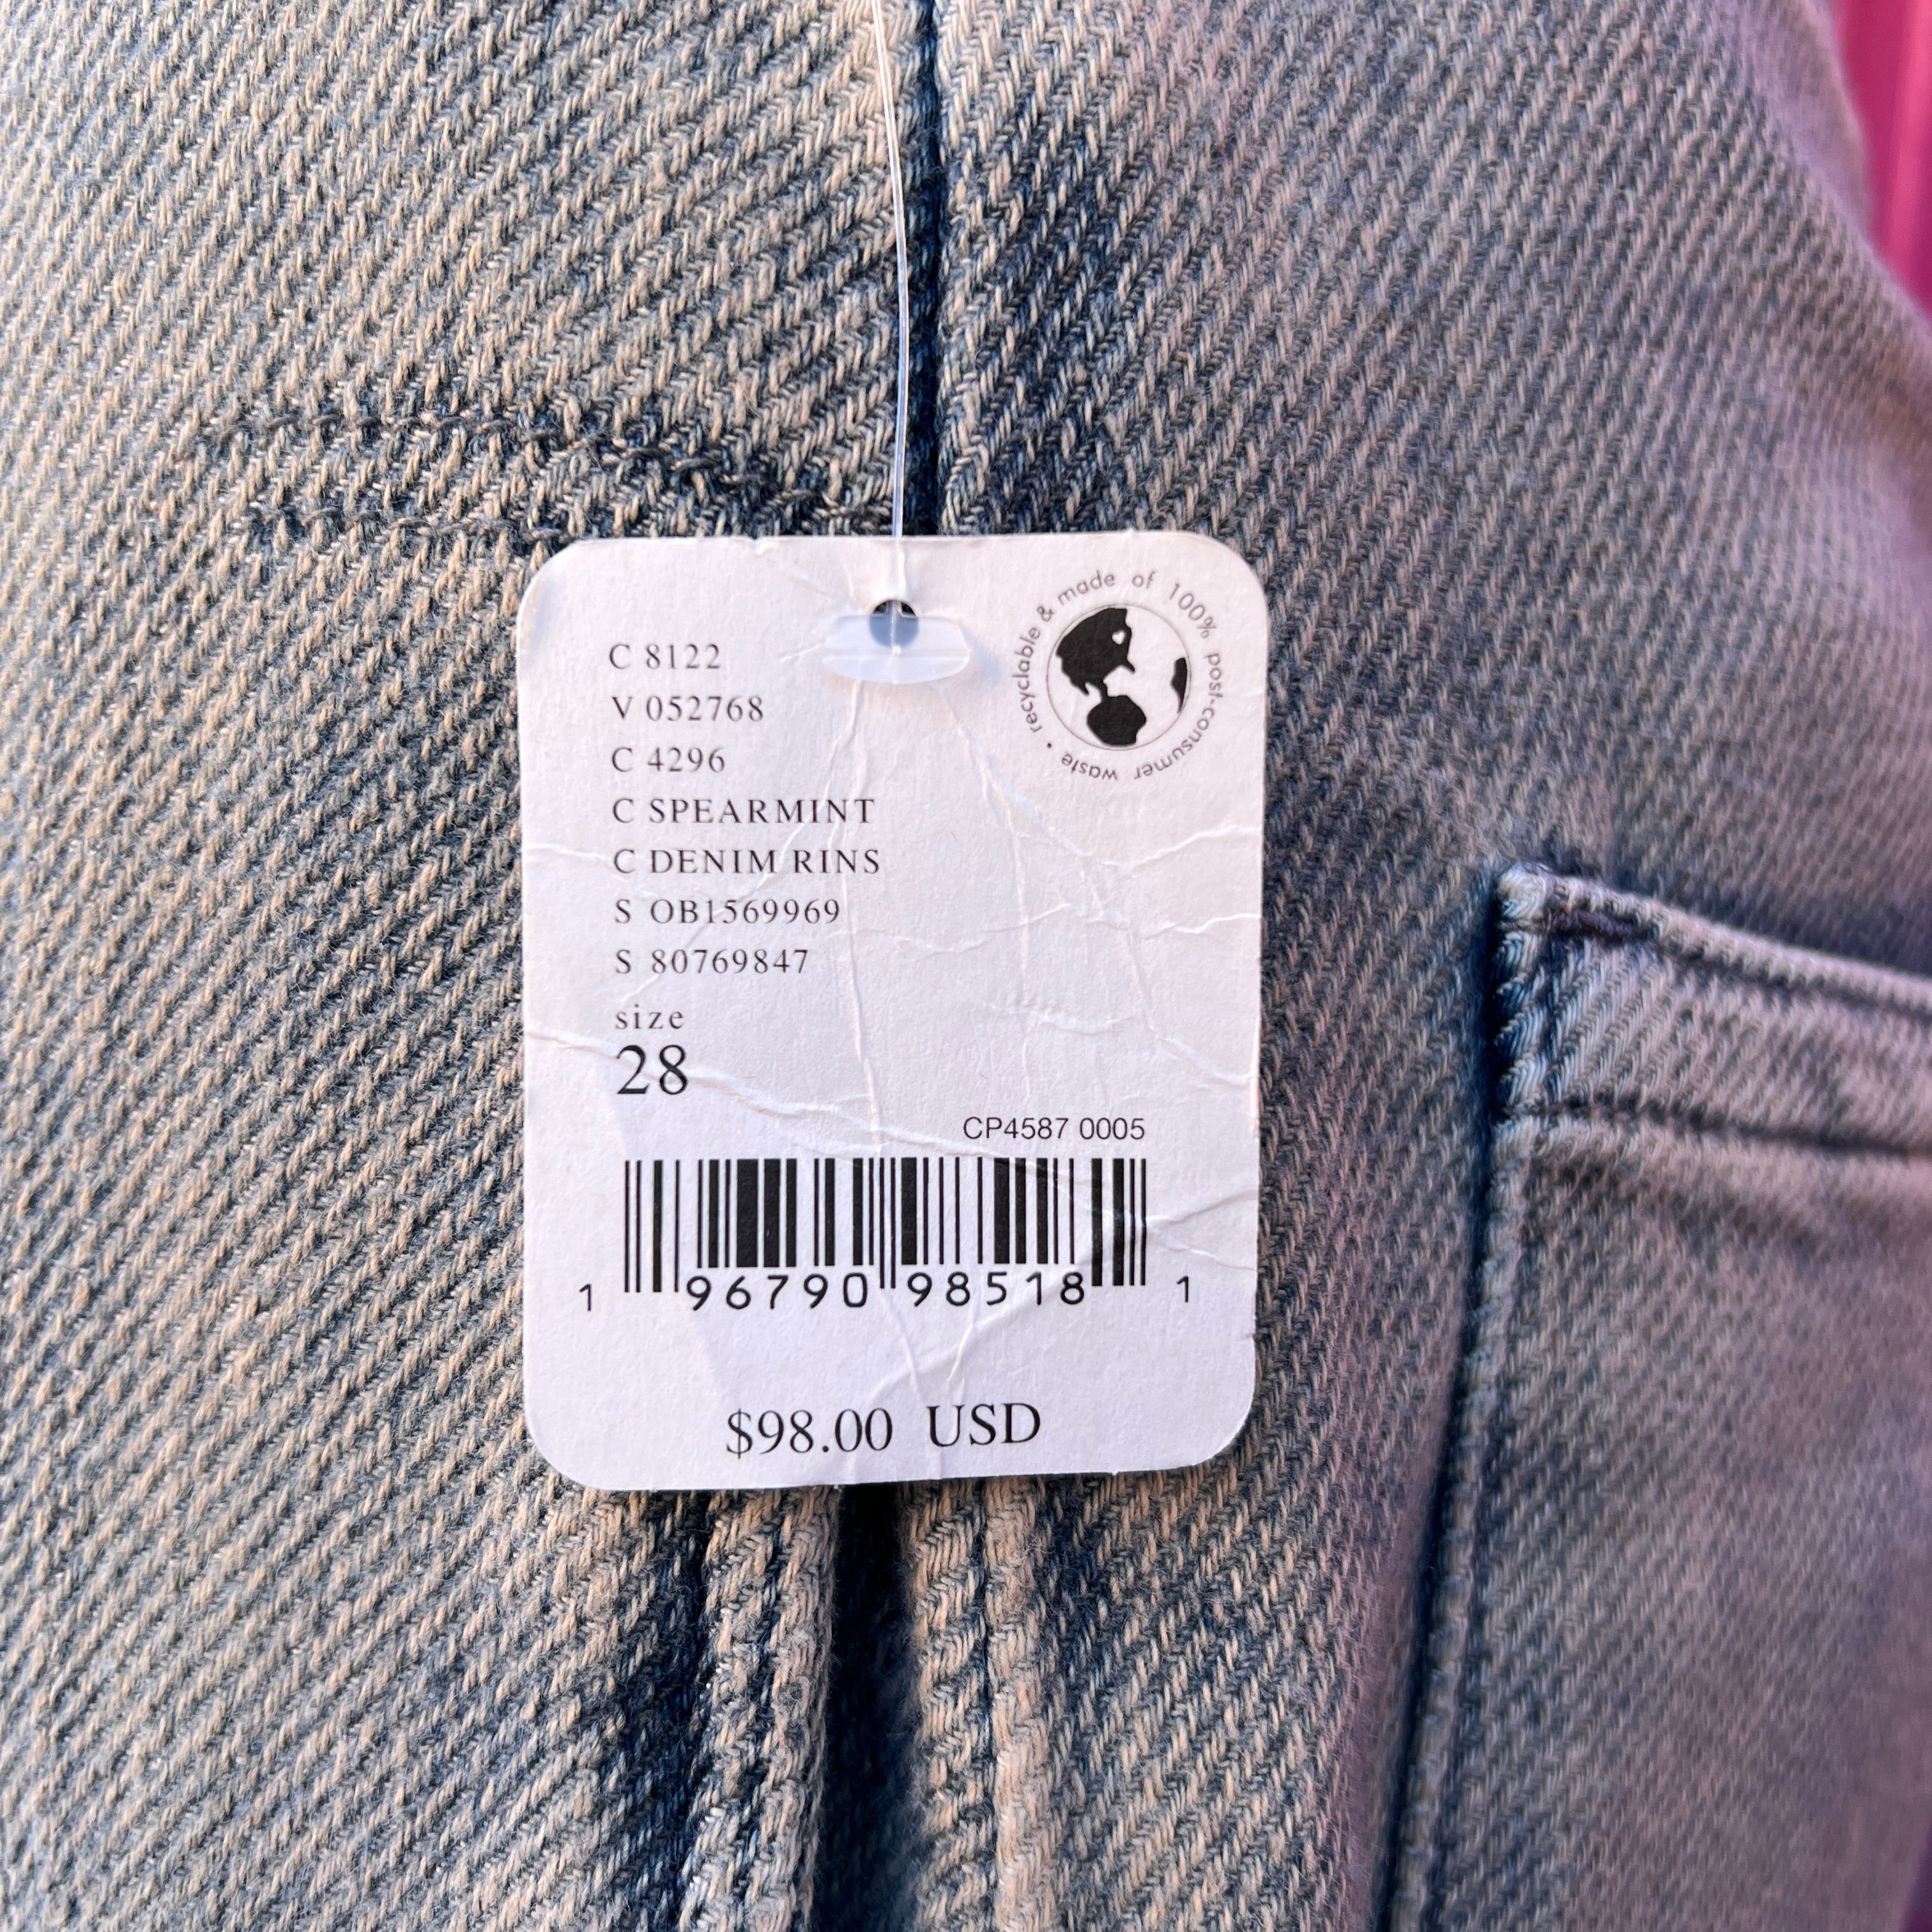 recyclable & made of 100% post-consumer waste •
C 8122
V 052768
C 4296
C SPEARMINT
C DENIM RINS
S OB1569969
S 80769847
size
28
CP4587 0005
1 96790 98518 1
$98.00 USD